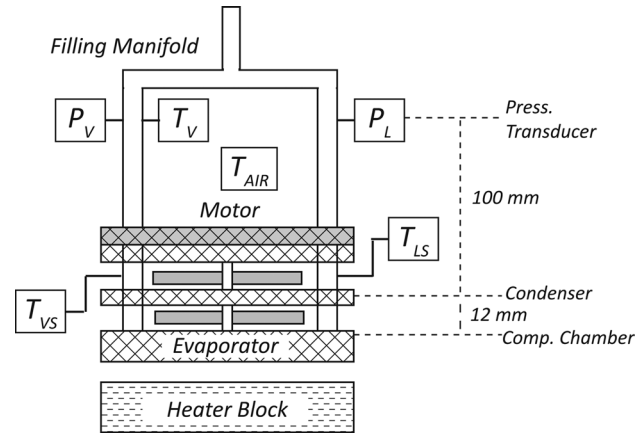 Filling Manifold
P_V
T_V
P_L
Press.
Transducer
T_AIR
Motor
100 mm
T_LS
T_VS
Condenser
12 mm
Comp. Chamber
Evaporator
Heater Block